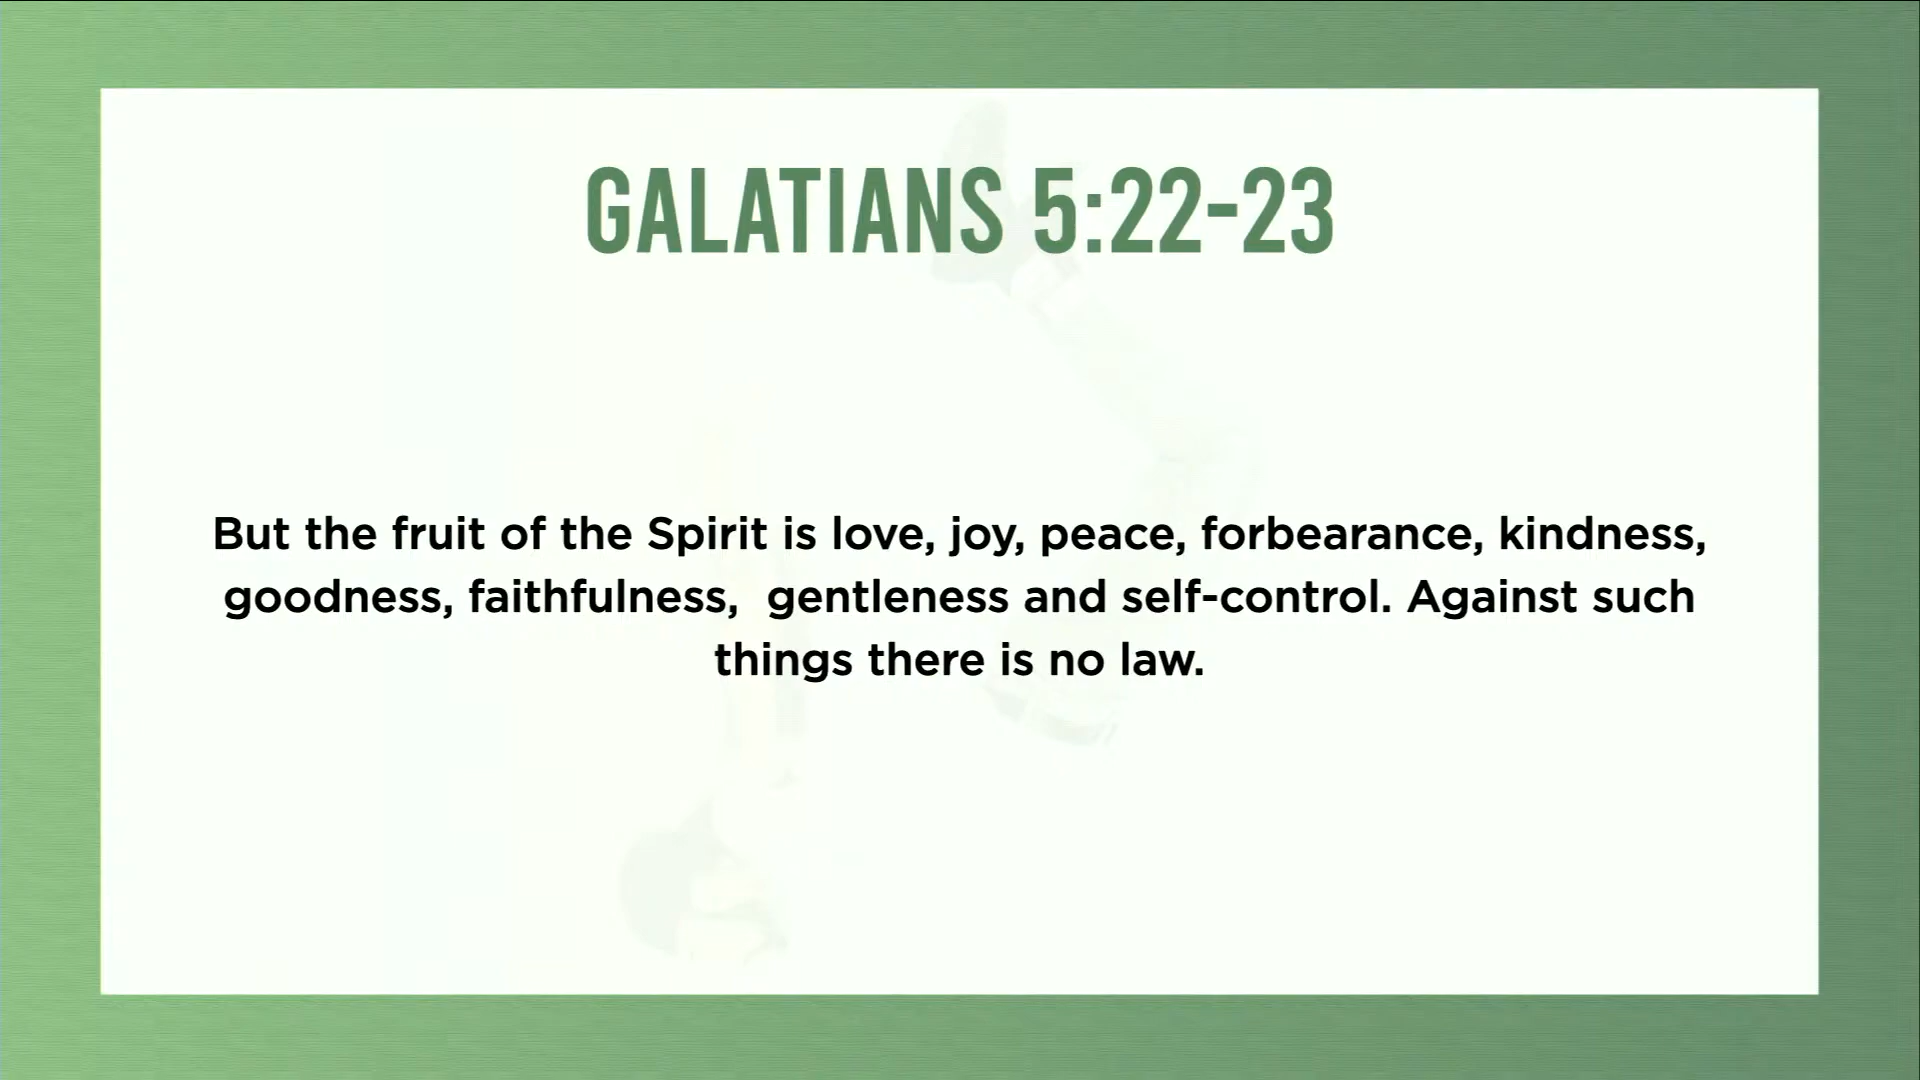 GALATIANS 5:22-23
But the fruit of the Spirit is love, joy, peace, forbearance, kindness,
goodness, faithfulness,  gentleness and self-control. Against such
things there is no law.